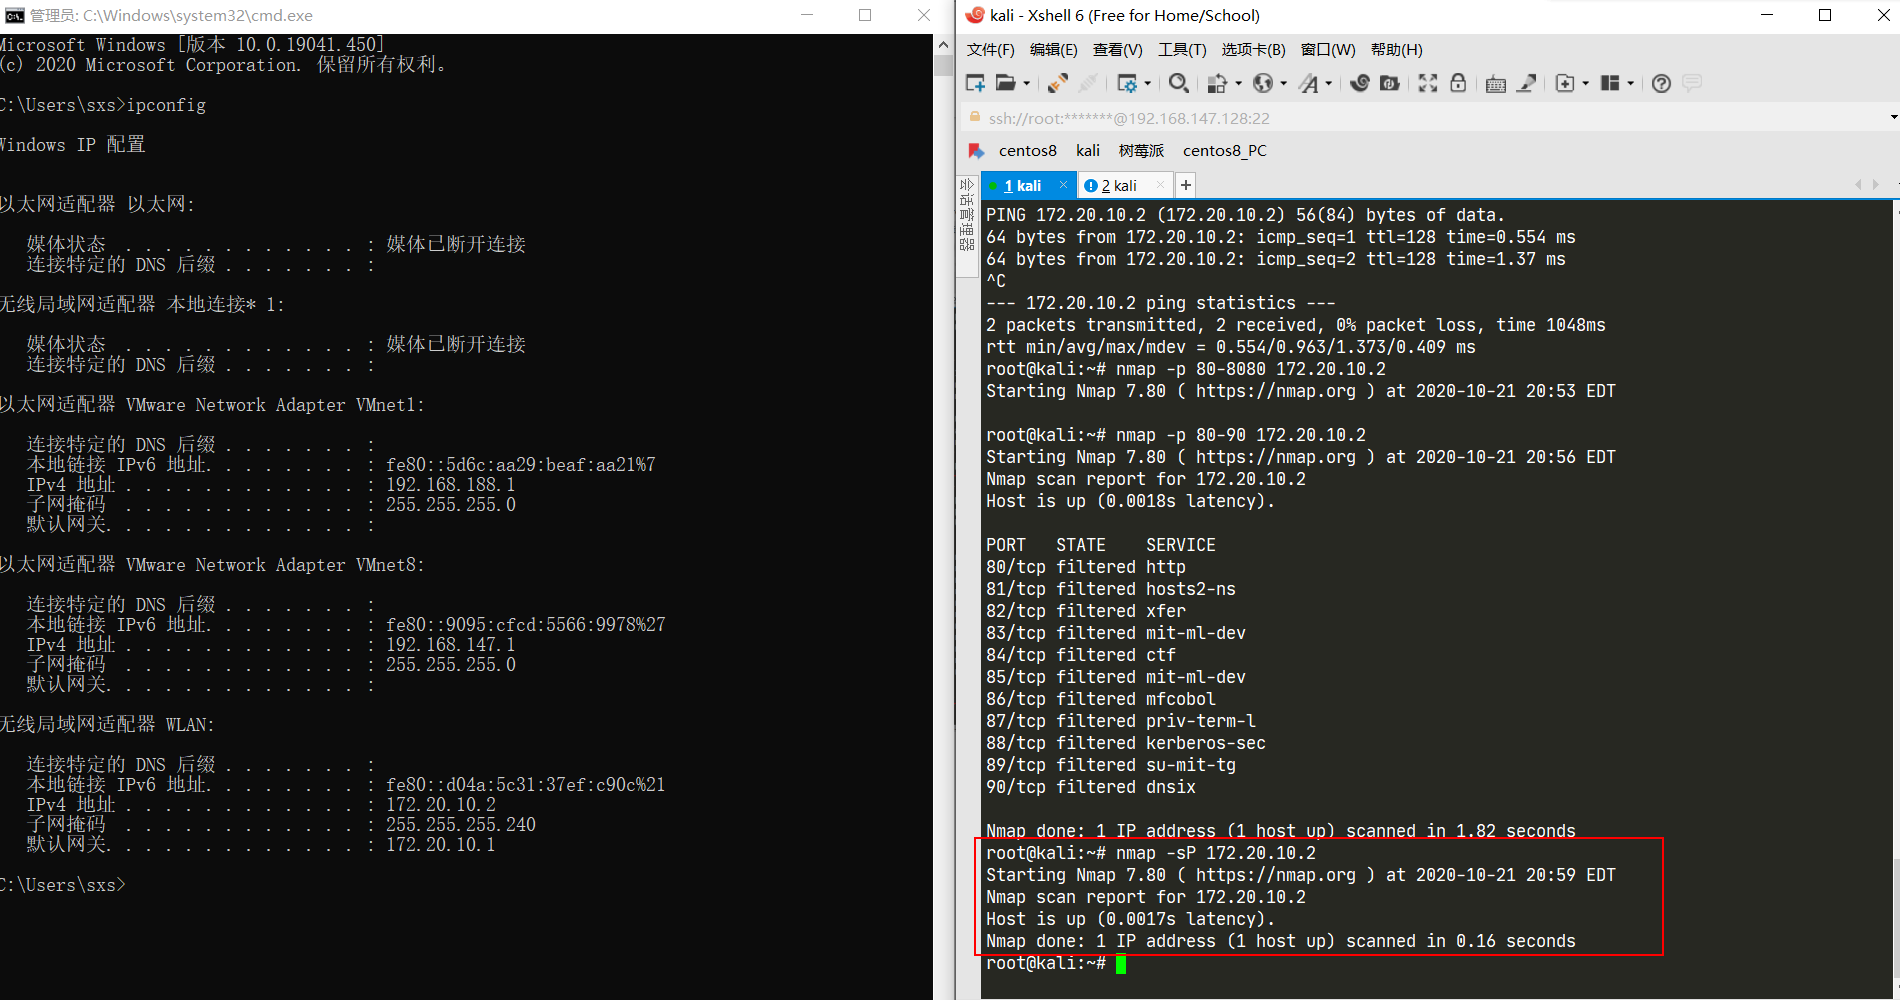 管理员: C:\Windows\system32\cmd.exe
Microsoft Windows [版本 10.0.19041.450]
(c) 2020 Microsoft Corporation. 保留所有权利。
C:\Users\sxs>ipconfig
Windows IP 配置
以太网适配器 以太网:
媒体状态 . . . . . . . . . . . . : 媒体已断开连接
连接特定的 DNS 后缀 . . . . . . . :
无线局域网适配器 本地连接* 1:
媒体状态 . . . . . . . . . . . . : 媒体已断开连接
连接特定的 DNS 后缀 . . . . . . . :
以太网适配器 VMware Network Adapter VMnet1:
连接特定的 DNS 后缀 . . . . . . . :
本地链接 IPv6 地址. . . . . . . . : fe80::5d6c:aa29:beaf:aa21%7
IPv4 地址 . . . . . . . . . . . . : 192.168.188.1
子网掩码 . . . . . . . . . . . . : 255.255.255.0
默认网关. . . . . . . . . . . . . :
以太网适配器 VMware Network Adapter VMnet8:
连接特定的 DNS 后缀 . . . . . . . :
本地链接 IPv6 地址. . . . . . . . : fe80::9095:cfcd:5566:9978%27
IPv4 地址 . . . . . . . . . . . . : 192.168.147.1
子网掩码 . . . . . . . . . . . . : 255.255.255.0
默认网关. . . . . . . . . . . . . :
无线局域网适配器 WLAN:
连接特定的 DNS 后缀 . . . . . . . :
本地链接 IPv6 地址. . . . . . . . : fe80::d04a:5c31:37ef:c90c%21
IPv4 地址 . . . . . . . . . . . . : 172.20.10.2
子网掩码 . . . . . . . . . . . . : 255.255.255.240
默认网关. . . . . . . . . . . . . : 172.20.10.1
C:\Users\sxs>
kali - Xshell 6 (Free for Home/School)
文件(F) 编辑(E) 查看(V) 工具(T) 选项卡(B) 窗口(W) 帮助(H)
ssh://root:*******@192.168.147.128:22
centos8 kali 树莓派 centos8_PC
会话管理器
1 kali 2 kali
PING 172.20.10.2 (172.20.10.2) 56(84) bytes of data.
64 bytes from 172.20.10.2: icmp_seq=1 ttl=128 time=0.554 ms
64 bytes from 172.20.10.2: icmp_seq=2 ttl=128 time=1.37 ms
^C
--- 172.20.10.2 ping statistics ---
2 packets transmitted, 2 received, 0% packet loss, time 1048ms
rtt min/avg/max/mdev = 0.554/0.963/1.373/0.409 ms
root@kali:~# nmap -p 80-8080 172.20.10.2
Starting Nmap 7.80 ( https://nmap.org ) at 2020-10-21 20:53 EDT
root@kali:~# nmap -p 80-90 172.20.10.2
Starting Nmap 7.80 ( https://nmap.org ) at 2020-10-21 20:56 EDT
Nmap scan report for 172.20.10.2
Host is up (0.0018s latency).
PORT STATE SERVICE
80/tcp filtered http
81/tcp filtered hosts2-ns
82/tcp filtered xfer
83/tcp filtered mit-ml-dev
84/tcp filtered ctf
85/tcp filtered mit-ml-dev
86/tcp filtered mfcobol
87/tcp filtered priv-term-l
88/tcp filtered kerberos-sec
89/tcp filtered su-mit-tg
90/tcp filtered dnsix
Nmap done: 1 IP address (1 host up) scanned in 1.82 seconds
root@kali:~# nmap -sP 172.20.10.2
Starting Nmap 7.80 ( https://nmap.org ) at 2020-10-21 20:59 EDT
Nmap scan report for 172.20.10.2
Host is up (0.0017s latency).
Nmap done: 1 IP address (1 host up) scanned in 0.16 seconds
root@kali:~#